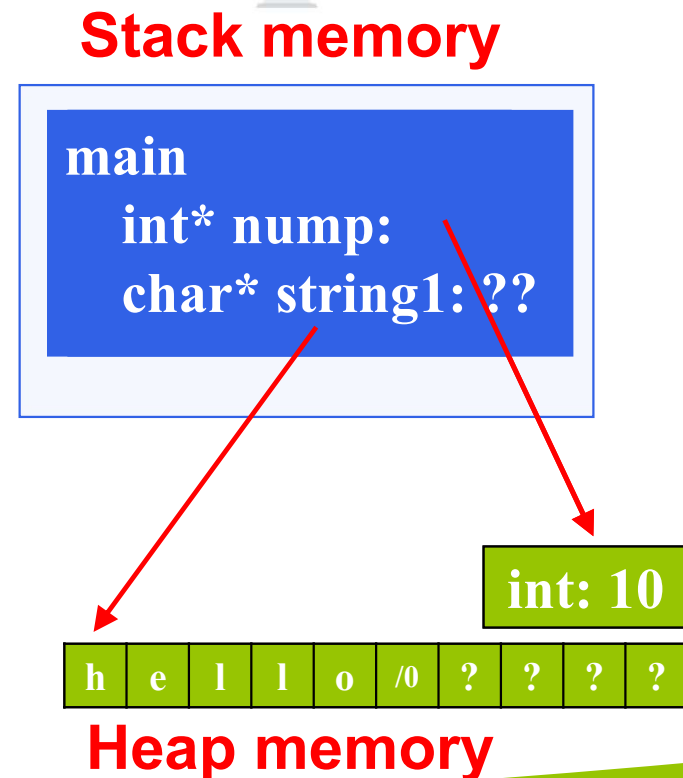 Stack memory
main
int* nump:
char* string1: ??
int: 10
h e l l o /0 ? ? ? ?
Heap memory